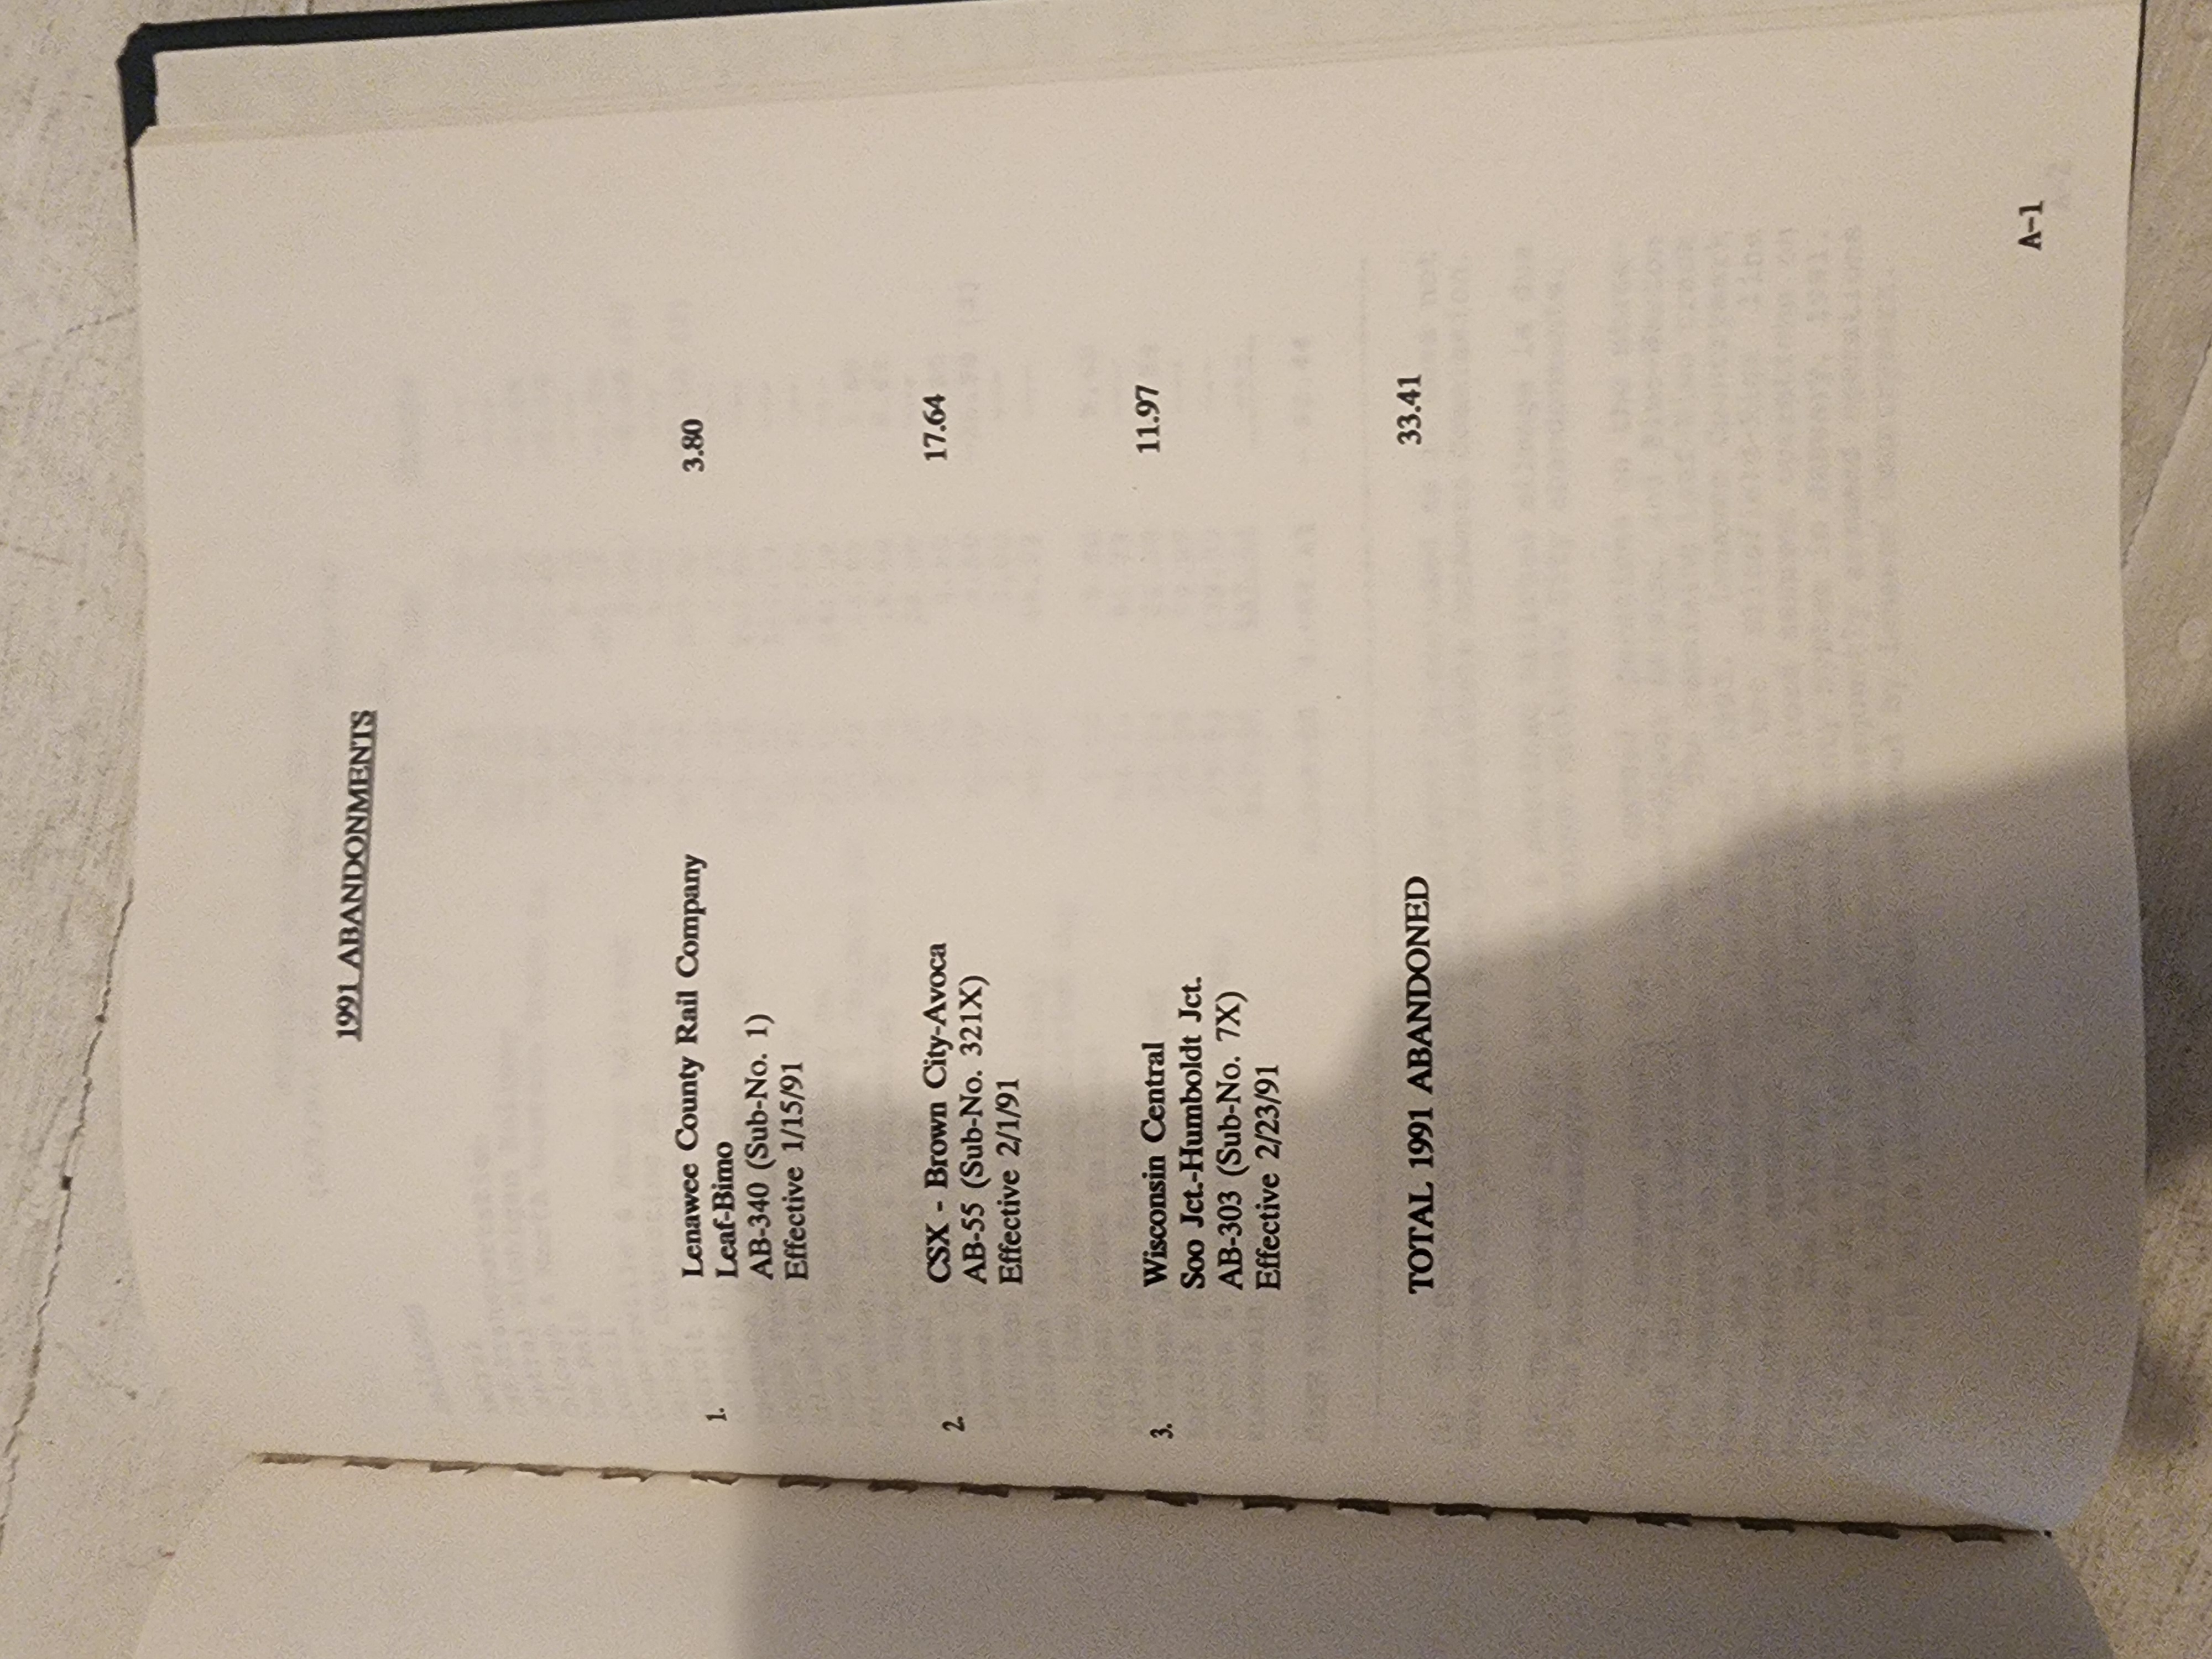 1991 ABANDONMENTS
1. Lenawee County Rail Company 3.80
Leaf-Bimo
AB-340 (Sub-No. 1)
Effective 1/15/91
2. CSX - Brown City-Avoca 17.64
AB-55 (Sub-No. 321X)
Effective 2/1/91
3. Wisconsin Central 11.97
Soo Jct.-Humboldt Jct.
AB-303 (Sub-No. 7X)
Effective 2/23/91
TOTAL 1991 ABANDONED 33.41
A-1